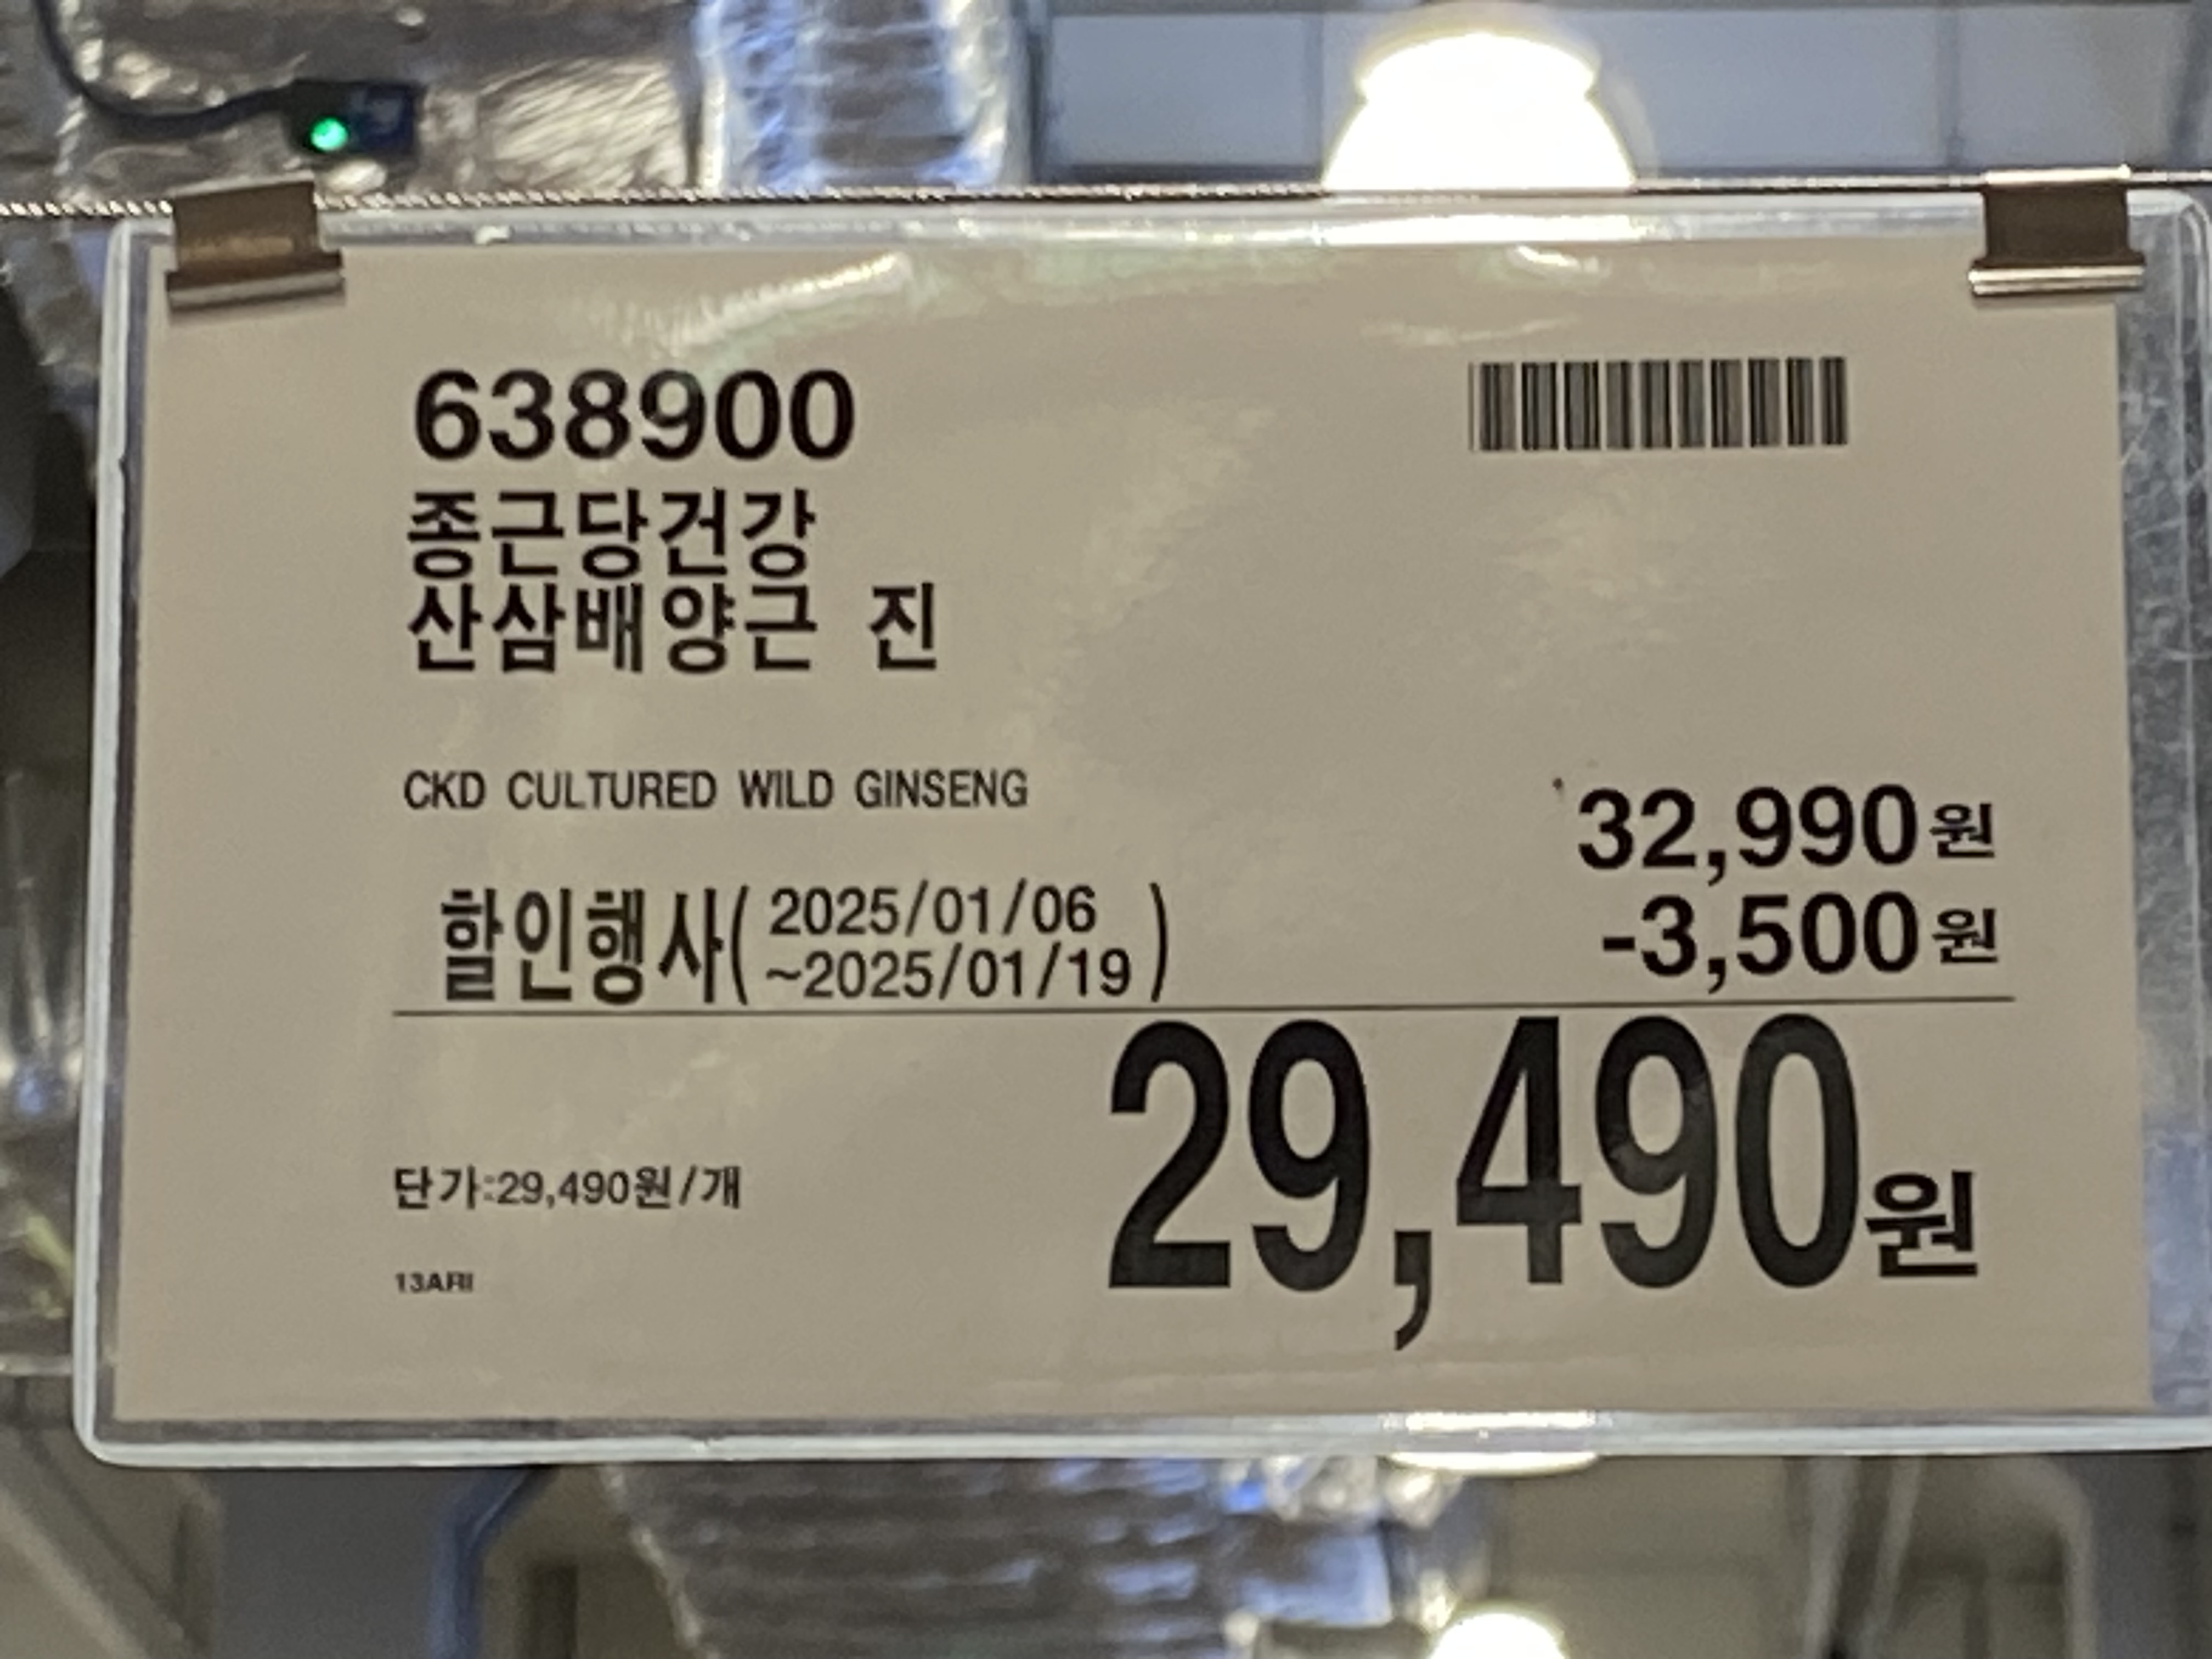 638900
종근당건강
산삼배양근 진
CKD CULTURED WILD GINSENG
32,990원
할인행사( 2025/01/06
~2025/01/19 )
-3,500원
29,490원
단가:29,490원/개
13ARI